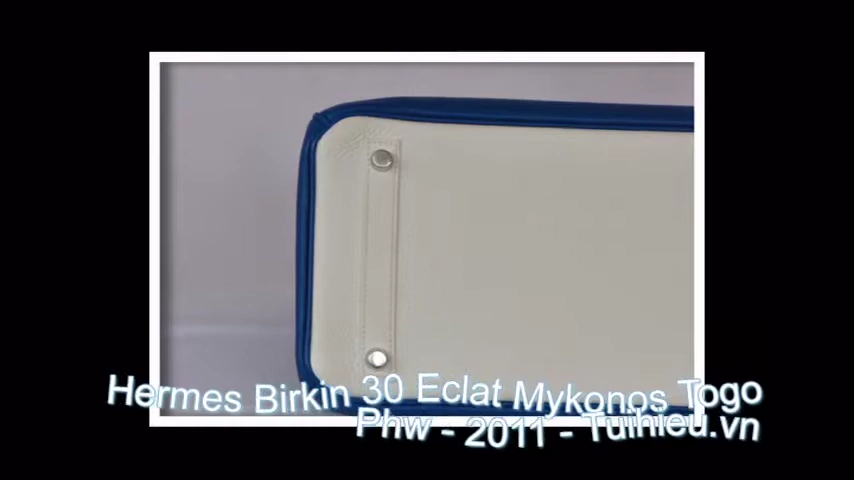 Hermes Birkin 30 Eclat Mykonos Togo
Phw - 2011 - Tuihieu.vn